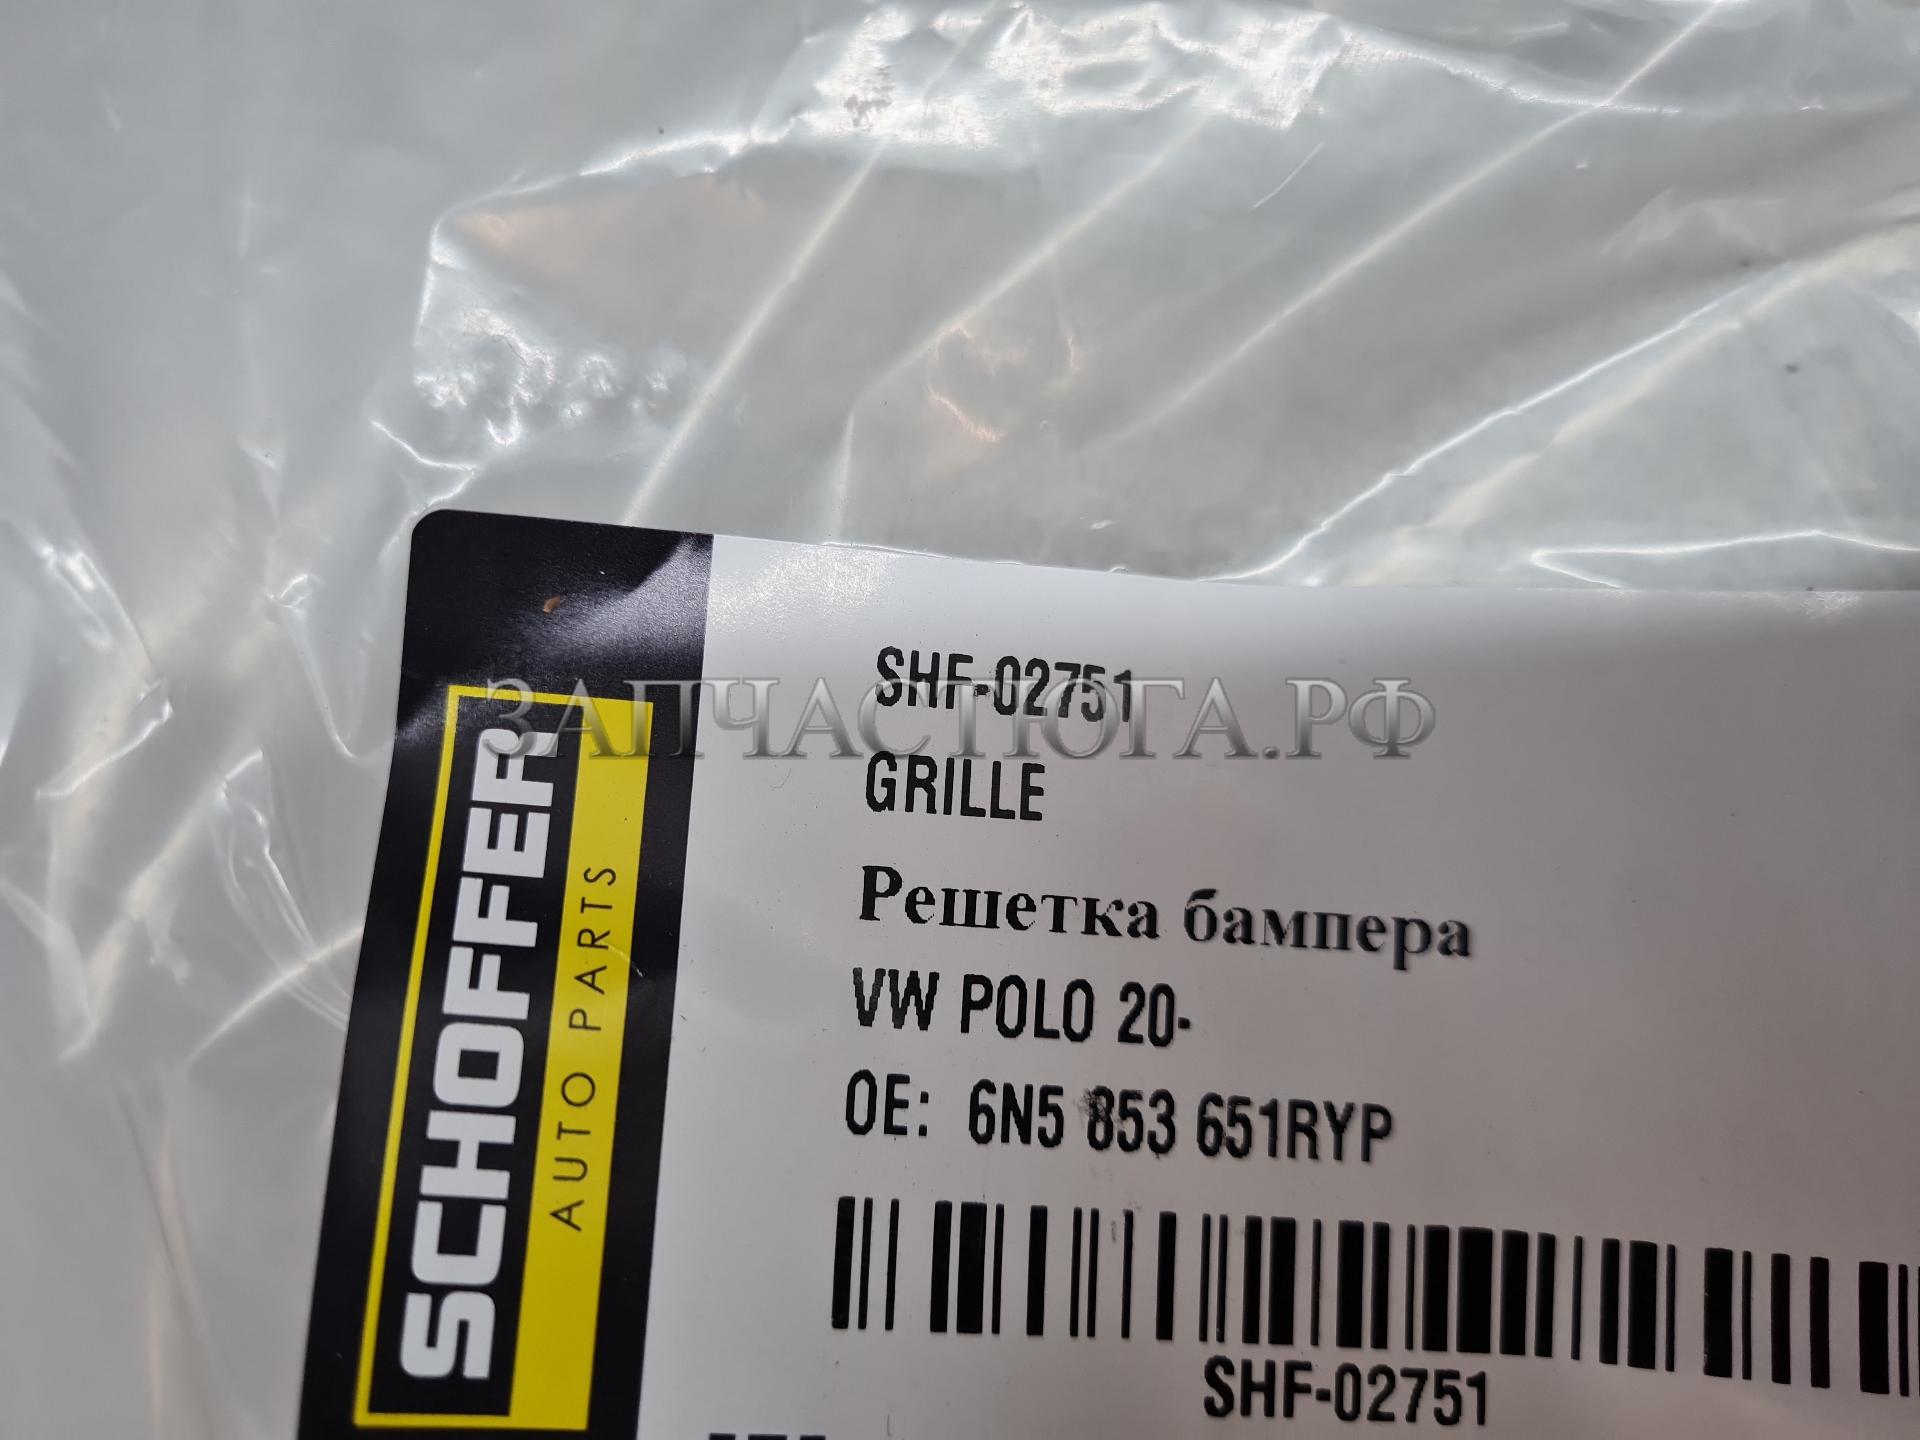 SHF-02751
ЗАПЧАСТЮГА.РФ
GRILLE
Решетка бампера
VW POLO 20-
OE: 6N5 853 651RYP
SHF-02751
SCHOFFER
AUTO PARTS